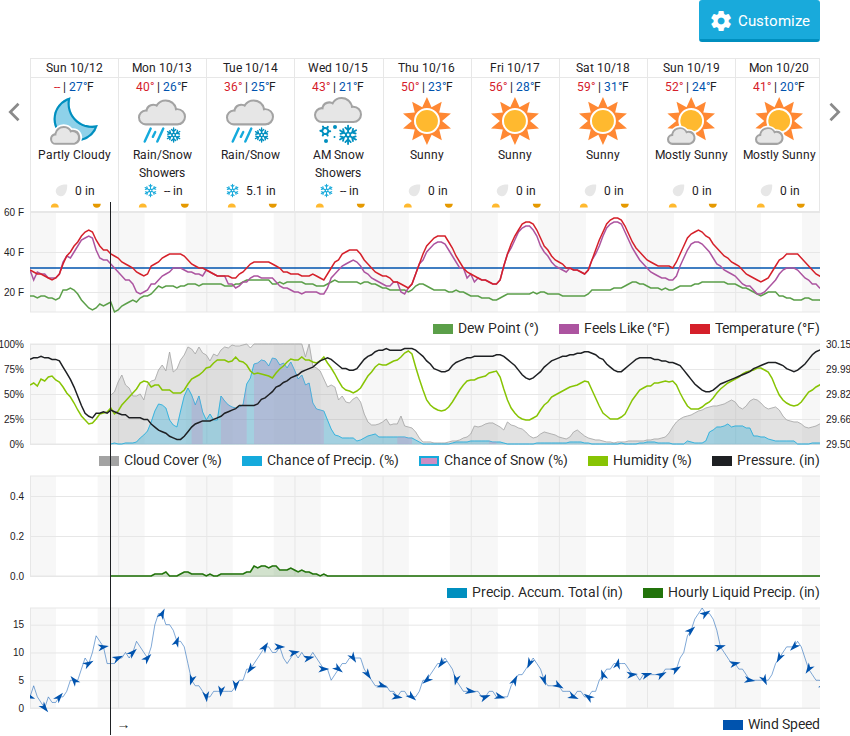 Customize
Sun 10/12 Mon 10/13 Tue 10/14 Wed 10/15 Thu 10/16 Fri 10/17 Sat 10/18 Sun 10/19 Mon 10/20
-- | 27°F 40° | 26°F 36° | 25°F 43° | 21°F 50° | 23°F 56° | 28°F 59° | 31°F 52° | 24°F 41° | 20°F
Partly Cloudy Rain/Snow Rain/Snow AM Snow Sunny Sunny Sunny Mostly Sunny Mostly Sunny
Showers Showers
0 in -- in 5.1 in -- in 0 in 0 in 0 in 0 in 0 in
60 F
40 F
20 F
Dew Point (°) Feels Like (°F) Temperature (°F)
100% 30.15
75% 29.99
50% 29.82
25% 29.66
0% 29.50
Cloud Cover (%) Chance of Precip. (%) Chance of Snow (%) Humidity (%) Pressure. (in)
0.4
0.2
0.0
Precip. Accum. Total (in) Hourly Liquid Precip. (in)
15
10
5
0
→ Wind Speed